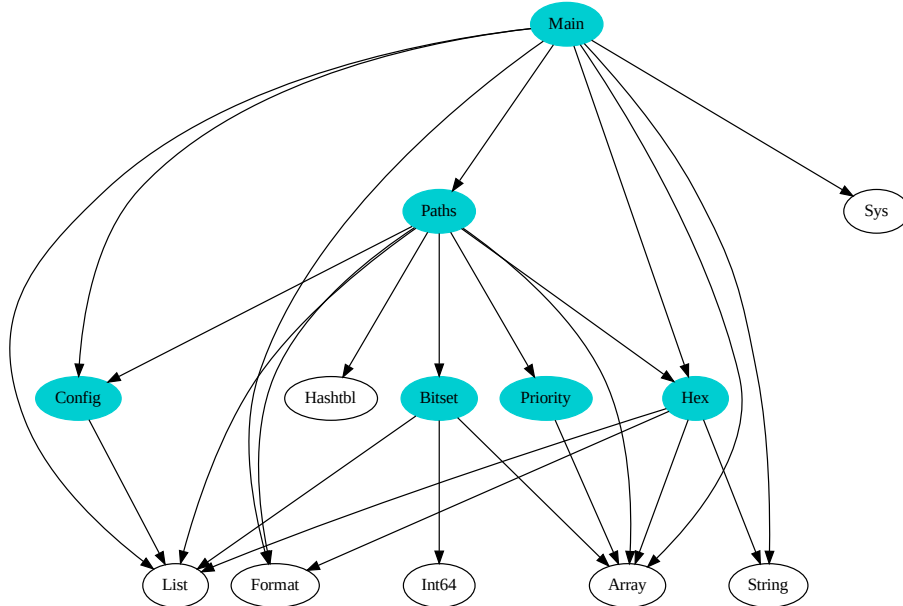 Main
Paths
Sys
Config
Hashtbl
Bitset
Priority
Hex
List
Format
Int64
Array
String